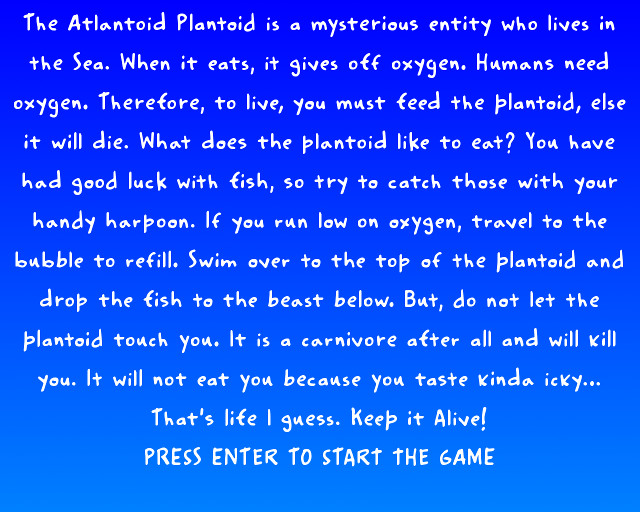 The Atlantoid Plantoid is a mysterious entity who lives in
the Sea. When it eats, it gives off oxygen. Humans need
oxygen. Therefore, to live, you must feed the plantoid, else
it will die. What does the plantoid like to eat? You have
had good luck with fish, so try to catch those with your
handy harpoon. If you run low on oxygen, travel to the
bubble to refill. Swim over to the top of the plantoid and
drop the fish to the beast below. But, do not let the
plantoid touch you. It is a carnivore after all and will kill
you. It will not eat you because you taste kinda icky...
That's life I guess. Keep it Alive!
PRESS ENTER TO START THE GAME